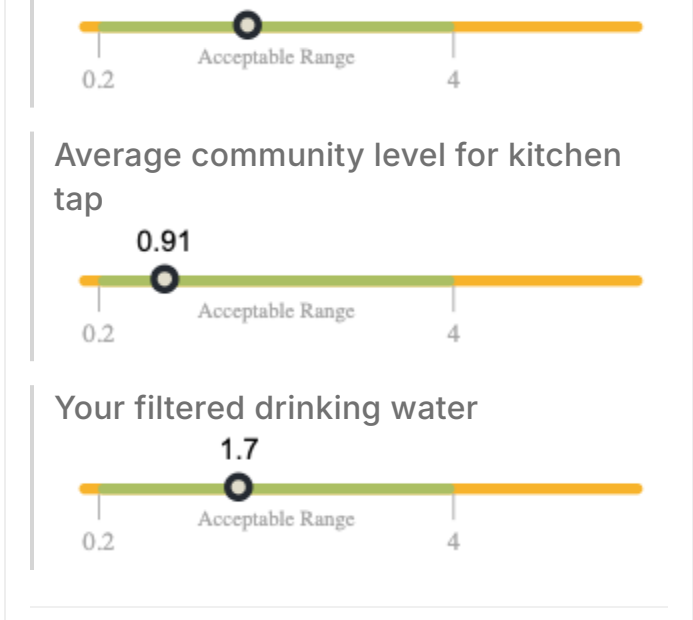 Acceptable Range
0.2 4
Average community level for kitchen
tap
0.91
Acceptable Range
0.2 4
Your filtered drinking water
1.7
Acceptable Range
0.2 4